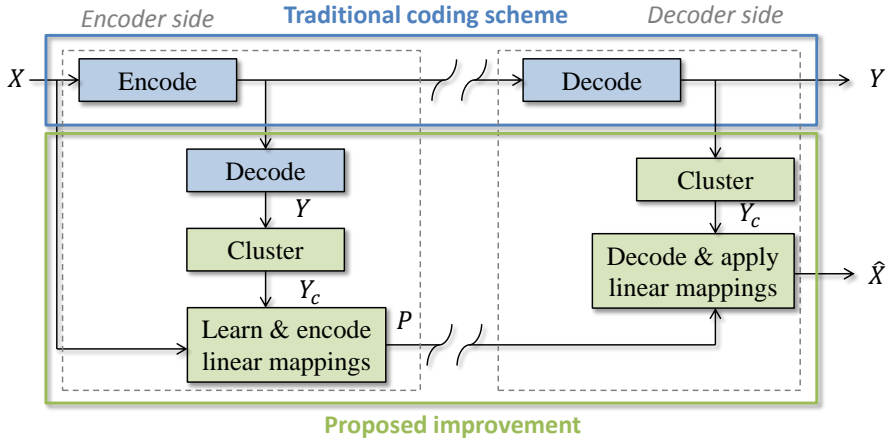 Encoder side
Traditional coding scheme
Decoder side
X
Encode
Decode
Y
Decode
Cluster
Y
Y_c
Cluster
Decode & apply
linear mappings
X̂
Y_c
Learn & encode
linear mappings
P
Proposed improvement